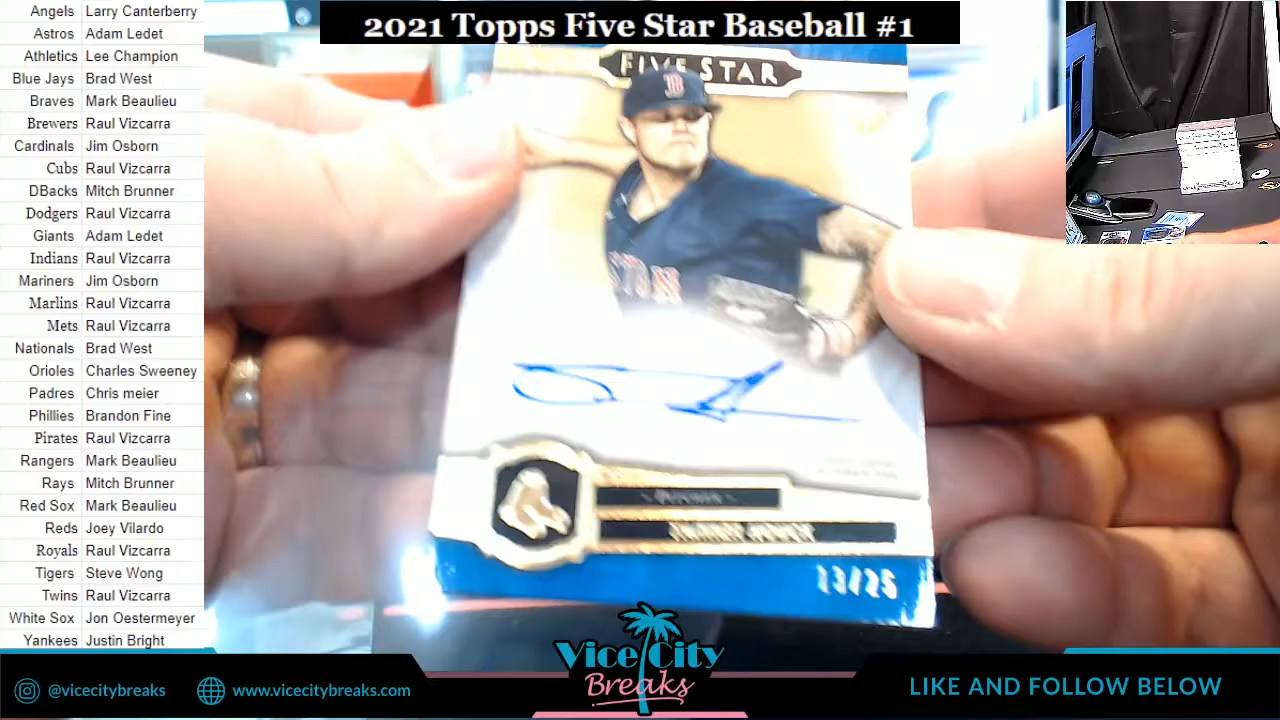 2021 Topps Five Star Baseball #1
Angels Larry Canterberry
Astros Adam Ledet
Athletics Lee Champion
Blue Jays Brad West
Braves Mark Beaulieu
Brewers Raul Vizcarra
Cardinals Jim Osborn
Cubs Raul Vizcarra
DBacks Mitch Brunner
Dodgers Raul Vizcarra
Giants Adam Ledet
Indians Raul Vizcarra
Mariners Jim Osborn
Marlins Raul Vizcarra
Mets Raul Vizcarra
Nationals Brad West
Orioles Charles Sweeney
Padres Chris meier
Phillies Brandon Fine
Pirates Raul Vizcarra
Rangers Mark Beaulieu
Rays Mitch Brunner
Red Sox Mark Beaulieu
Reds Joey Vilardo
Royals Raul Vizcarra
Tigers Steve Wong
Twins Raul Vizcarra
White Sox Jon Oestermeyer
Yankees Justin Bright
FIVE STAR
B
13/25
Vice City
Breaks
@vicecitybreaks
www.vicecitybreaks.com
LIKE AND FOLLOW BELOW